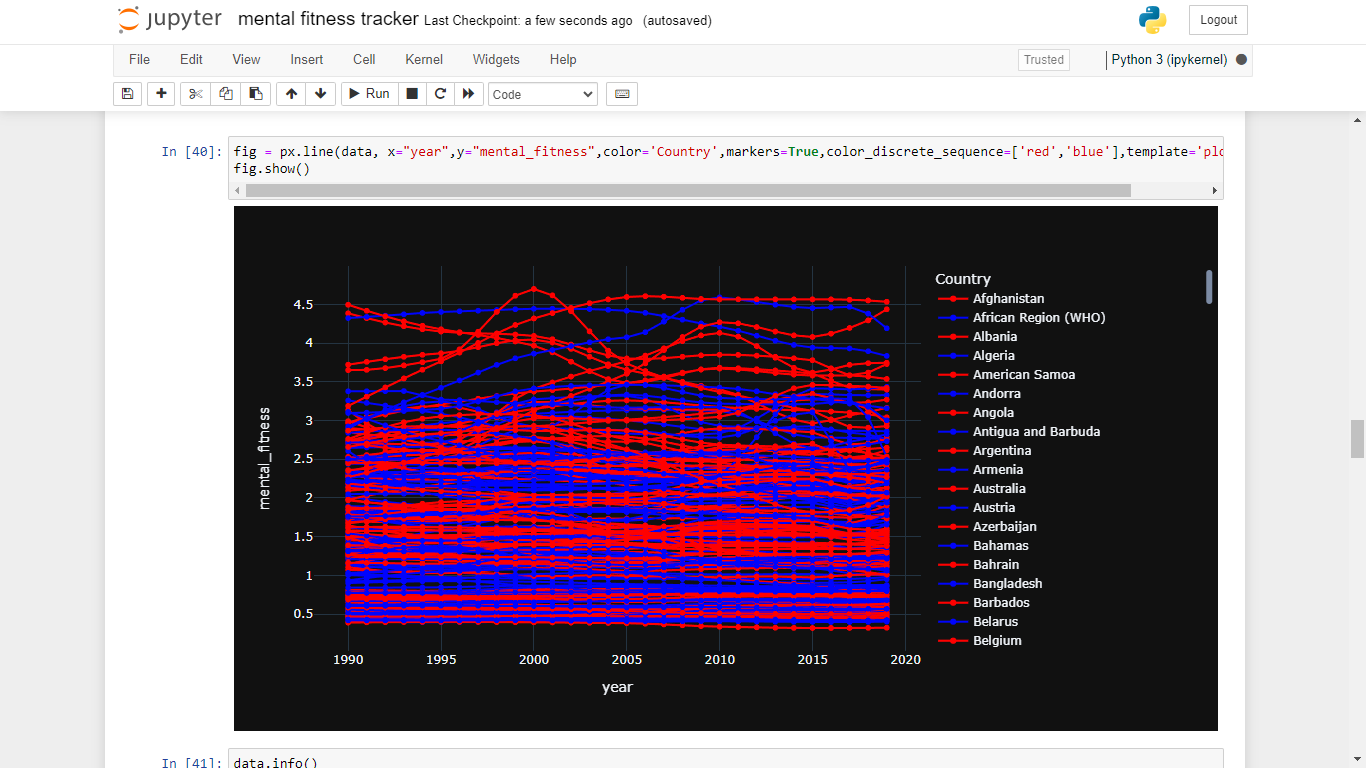 jupyter mental fitness tracker Last Checkpoint: a few seconds ago (autosaved)
Logout
File Edit View Insert Cell Kernel Widgets Help
Trusted
Python 3 (ipykernel)
Run
Code
In [40]: fig = px.line(data, x="year",y="mental_fitness",color='Country',markers=True,color_discrete_sequence=['red','blue'],template='plo
fig.show()
4.5
4
3.5
3
2.5
2
1.5
1
0.5
mental_fitness
1990 1995 2000 2005 2010 2015 2020
year
Country
Afghanistan
African Region (WHO)
Albania
Algeria
American Samoa
Andorra
Angola
Antigua and Barbuda
Argentina
Armenia
Australia
Austria
Azerbaijan
Bahamas
Bahrain
Bangladesh
Barbados
Belarus
Belgium
In [41]: data.info()